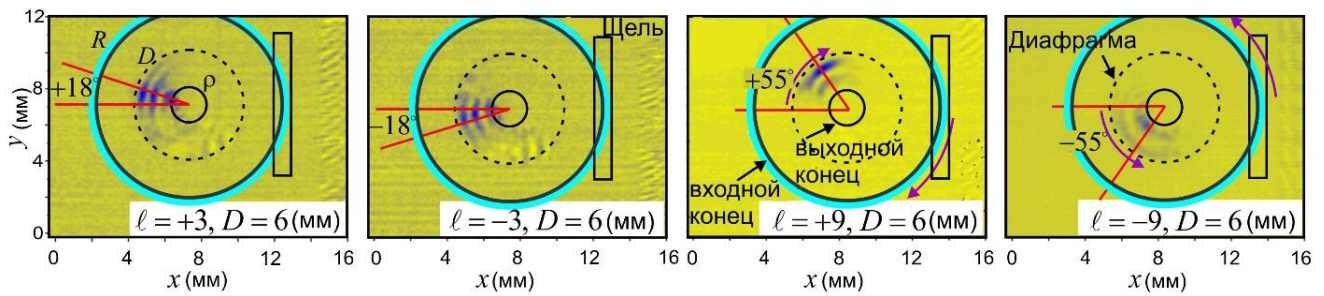 12
8
4
0
y (мм)
R
D
ρ
+18°
ℓ = +3, D = 6 (мм)
0 4 8 12 16
x (мм)
Щель
−18°
ℓ = −3, D = 6 (мм)
0 4 8 12 16
x (мм)
+55°
выходной
конец
входной
конец
ℓ = +9, D = 6 (мм)
0 4 8 12 16
x (мм)
Диафрагма
−55°
ℓ = −9, D = 6 (мм)
0 4 8 12 16
x (мм)